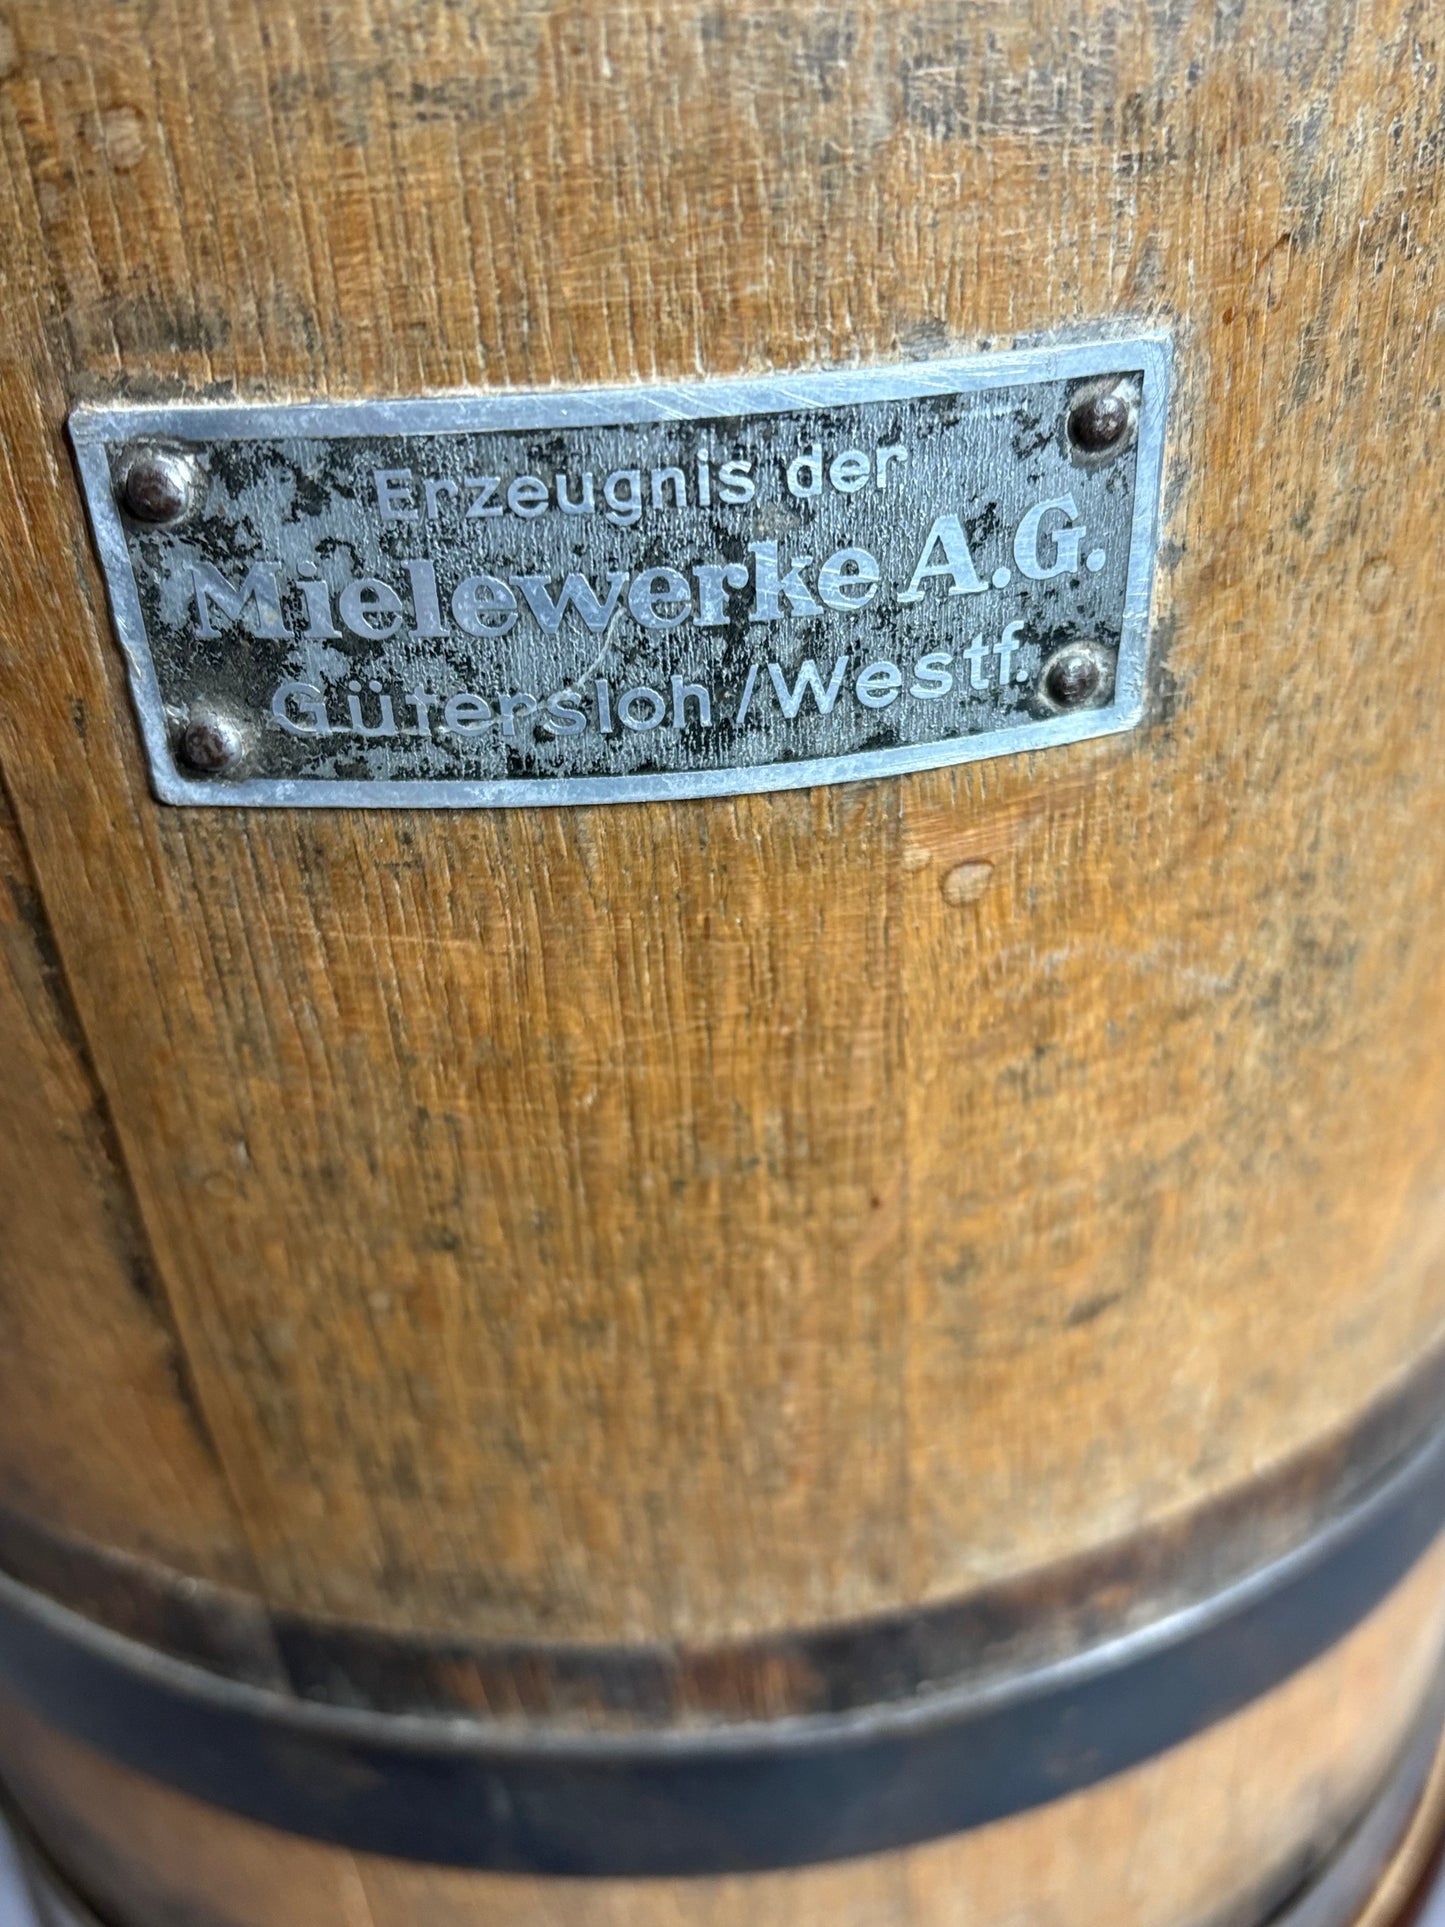 Erzeugnis der
Mielewerke A.G.
Gütersloh/Westf.